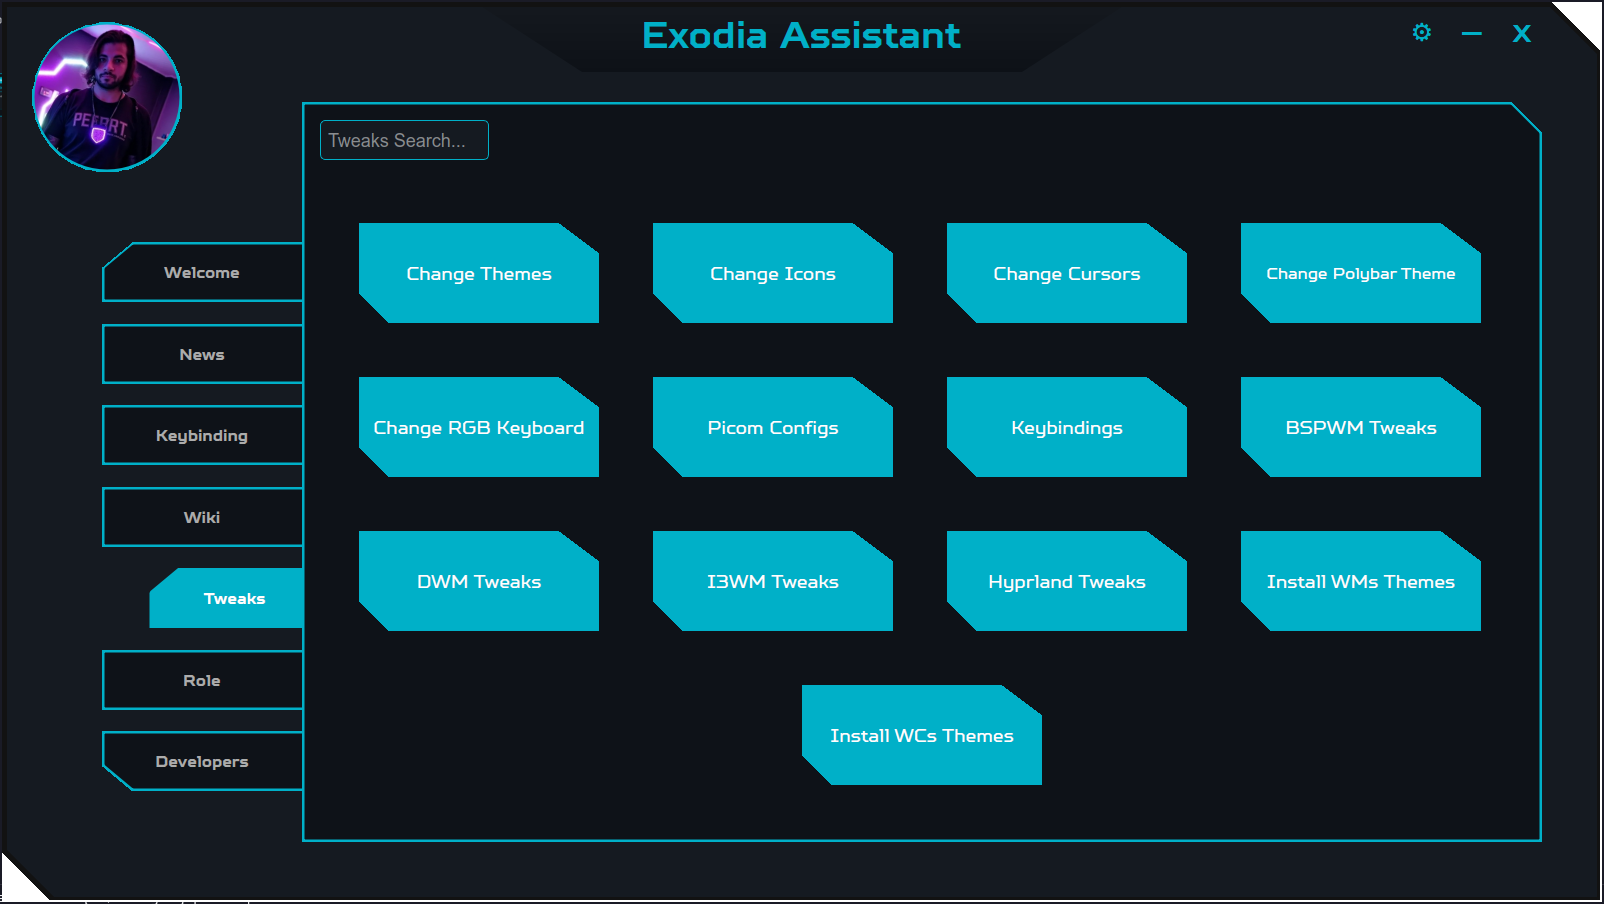 Exodia Assistant
X
Tweaks Search...
Welcome
News
Keybinding
Wiki
Tweaks
Role
Developers
Change Themes
Change Icons
Change Cursors
Change Polybar Theme
Change RGB Keyboard
Picom Configs
Keybindings
BSPWM Tweaks
DWM Tweaks
I3WM Tweaks
Hyprland Tweaks
Install WMs Themes
Install WCs Themes